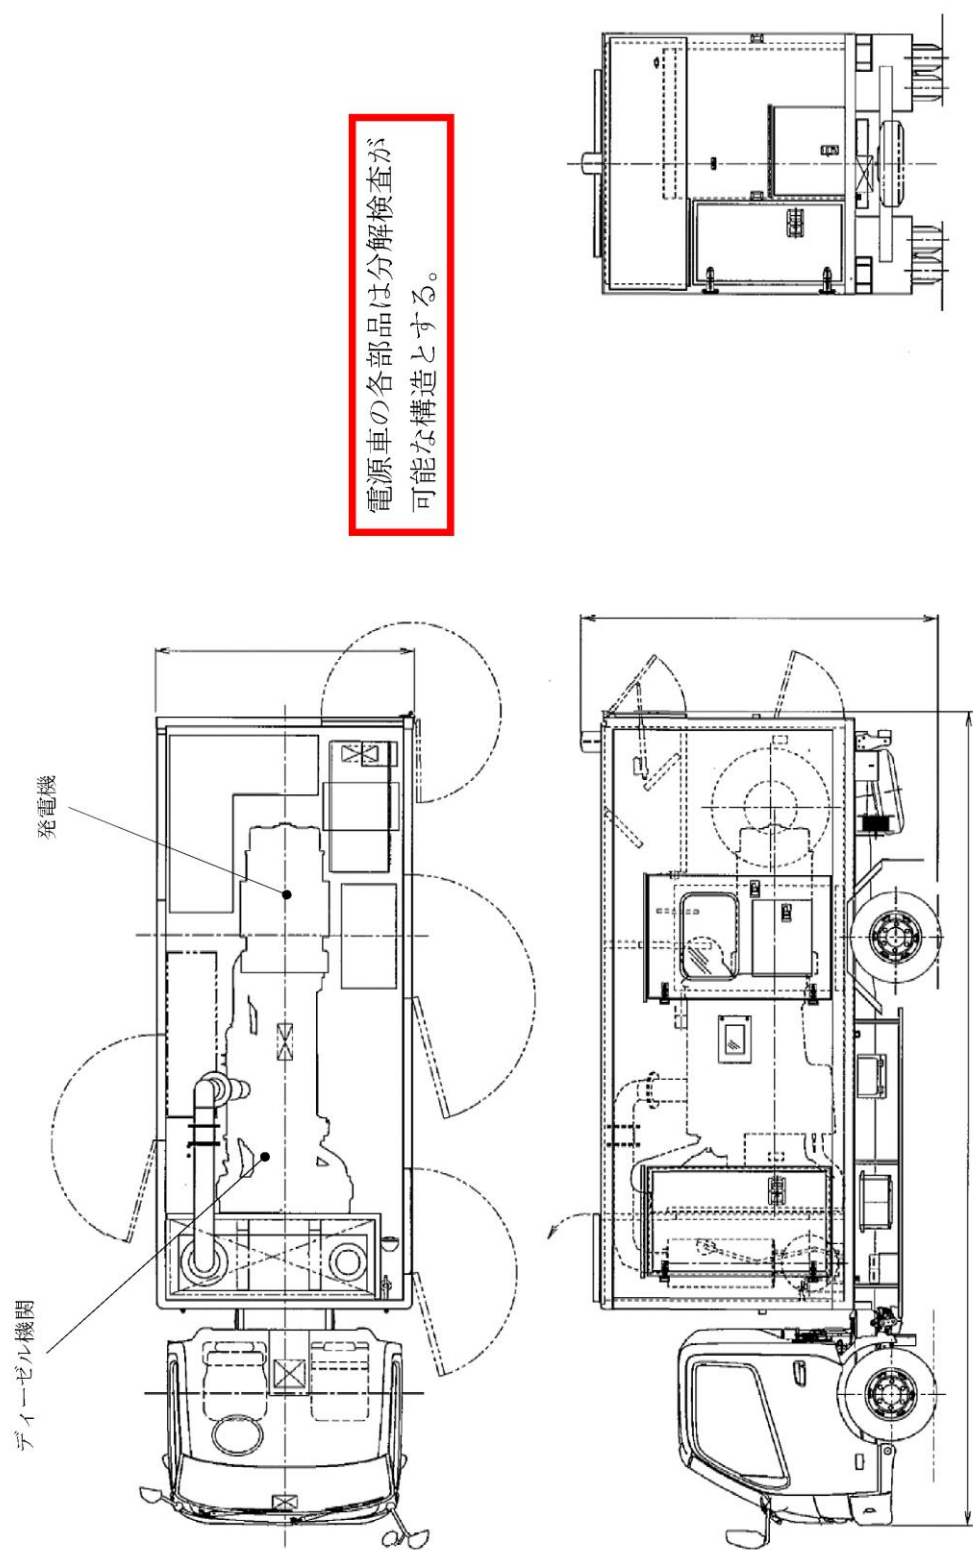 電源車の各部品は分解検査が
可能な構造とする。
発電機
ディーゼル機関